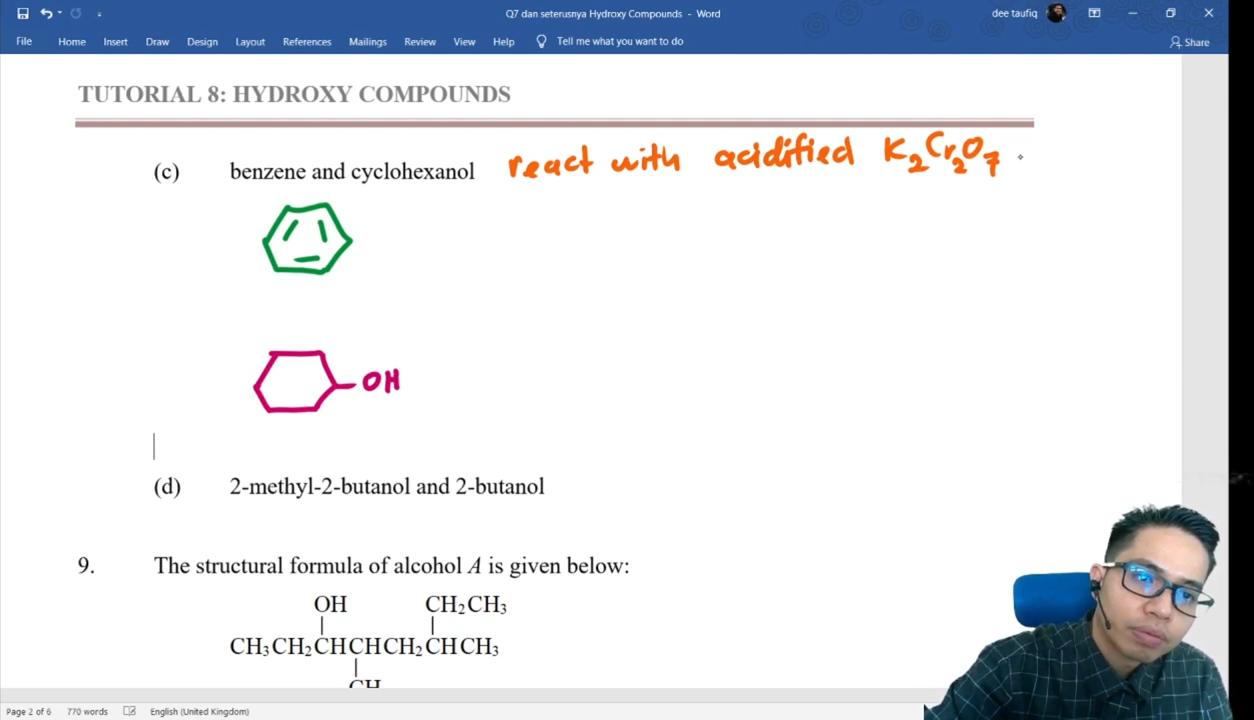 Q7 dan seterusnya Hydroxy Compounds - Word
dee taufiq
File Home Insert Draw Design Layout References Mailings Review View Help Tell me what you want to do Share
TUTORIAL 8: HYDROXY COMPOUNDS
(c) benzene and cyclohexanol react with acidified K₂Cr₂O₇
OH
(d) 2-methyl-2-butanol and 2-butanol
9. The structural formula of alcohol A is given below:
OH CH₂CH₃
CH₃CH₂CHCHCH₂CHCH₃
CH
Page 2 of 6 770 words English (United Kingdom)